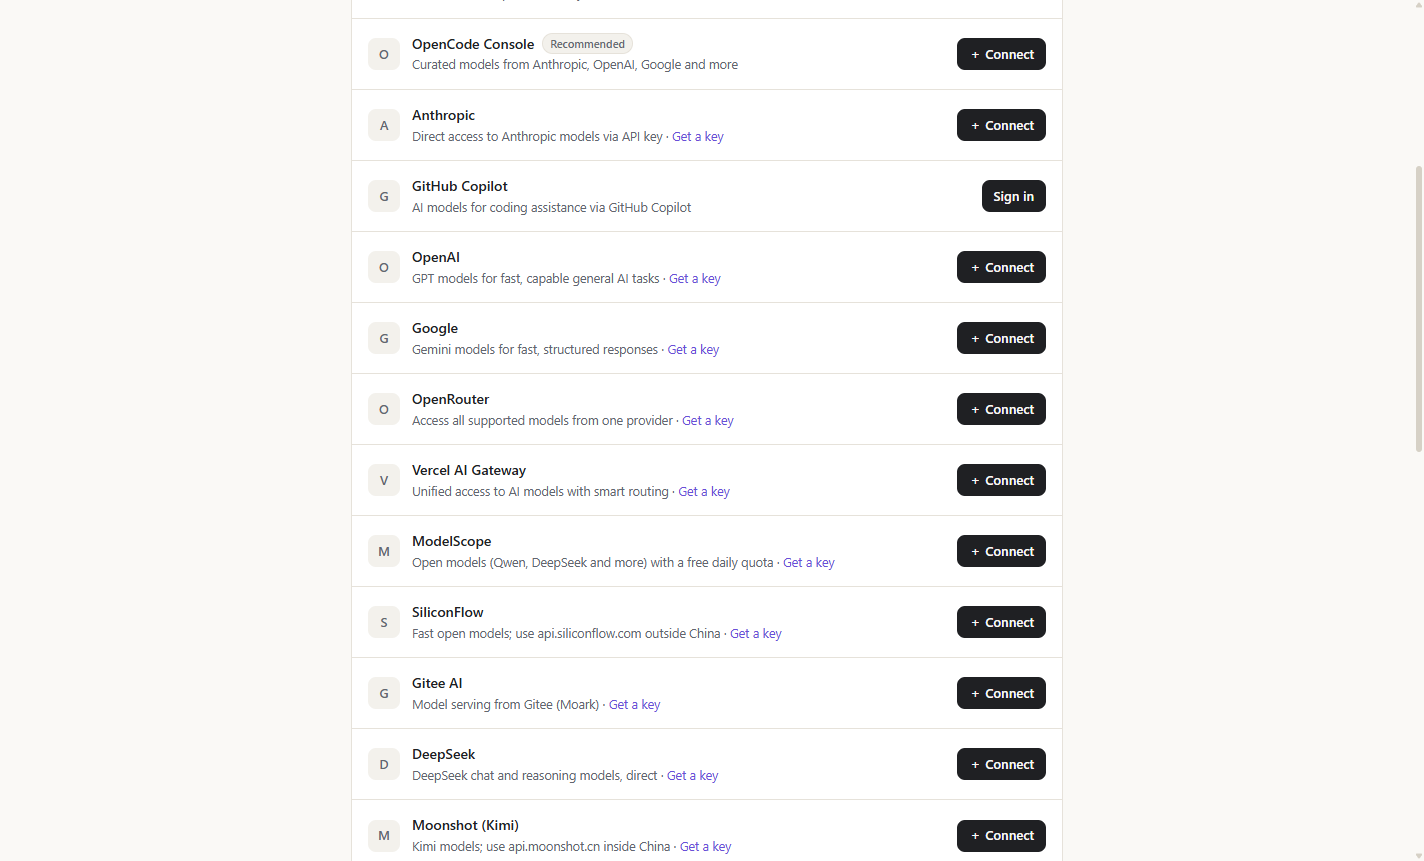 O
OpenCode Console Recommended
Curated models from Anthropic, OpenAI, Google and more
+ Connect
A
Anthropic
Direct access to Anthropic models via API key · Get a key
+ Connect
G
GitHub Copilot
AI models for coding assistance via GitHub Copilot
Sign in
O
OpenAI
GPT models for fast, capable general AI tasks · Get a key
+ Connect
G
Google
Gemini models for fast, structured responses · Get a key
+ Connect
O
OpenRouter
Access all supported models from one provider · Get a key
+ Connect
V
Vercel AI Gateway
Unified access to AI models with smart routing · Get a key
+ Connect
M
ModelScope
Open models (Qwen, DeepSeek and more) with a free daily quota · Get a key
+ Connect
S
SiliconFlow
Fast open models; use api.siliconflow.com outside China · Get a key
+ Connect
G
Gitee AI
Model serving from Gitee (Moark) · Get a key
+ Connect
D
DeepSeek
DeepSeek chat and reasoning models, direct · Get a key
+ Connect
M
Moonshot (Kimi)
Kimi models; use api.moonshot.cn inside China · Get a key
+ Connect